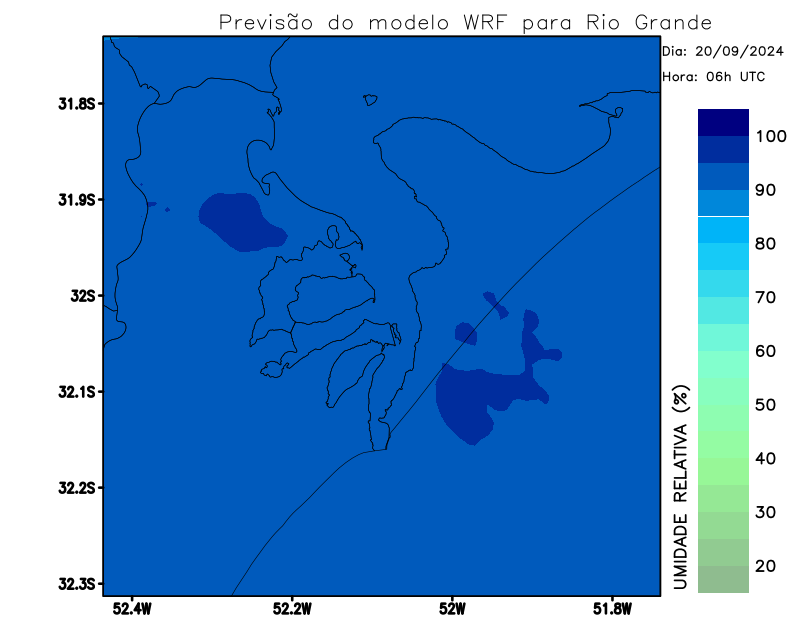 Previsão do modelo WRF para Rio Grande
Dia: 20/09/2024
Hora: 06h UTC
31.8S
31.9S
32S
32.1S
32.2S
32.3S
52.4W
52.2W
52W
51.8W
UMIDADE RELATIVA (%)
100
90
80
70
60
50
40
30
20